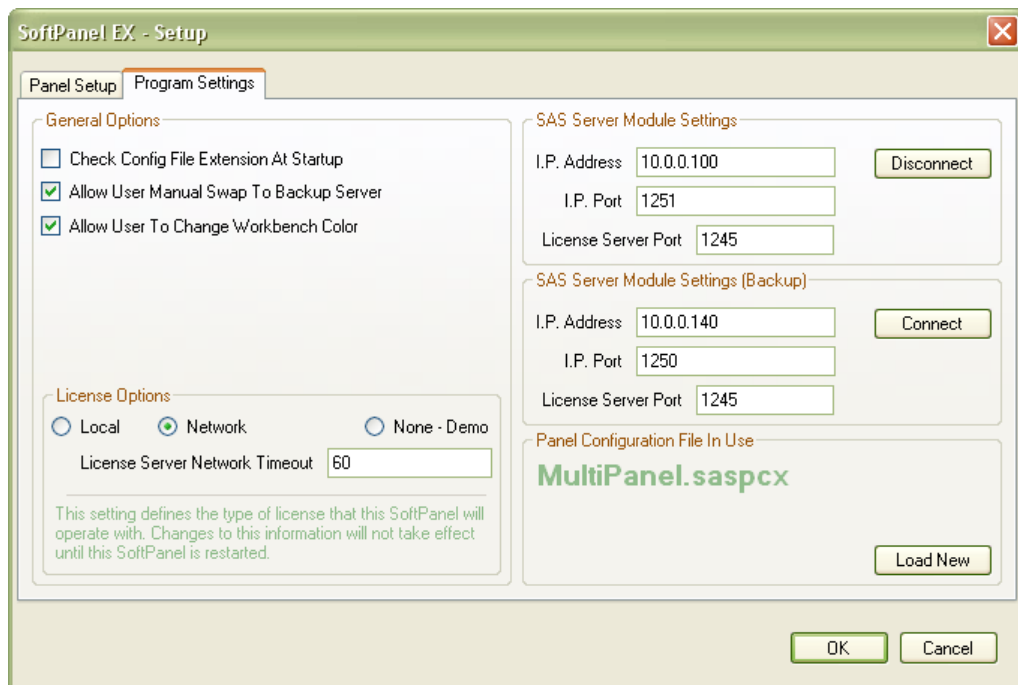 SoftPanel EX - Setup
Panel Setup
Program Settings
General Options
Check Config File Extension At Startup
Allow User Manual Swap To Backup Server
Allow User To Change Workbench Color
License Options
Local
Network
None - Demo
License Server Network Timeout 60
This setting defines the type of license that this SoftPanel will
operate with. Changes to this information will not take effect
until this SoftPanel is restarted.
SAS Server Module Settings
I.P. Address 10.0.0.100
Disconnect
I.P. Port 1251
License Server Port 1245
SAS Server Module Settings (Backup)
I.P. Address 10.0.0.140
Connect
I.P. Port 1250
License Server Port 1245
Panel Configuration File In Use
MultiPanel.saspcx
Load New
OK
Cancel